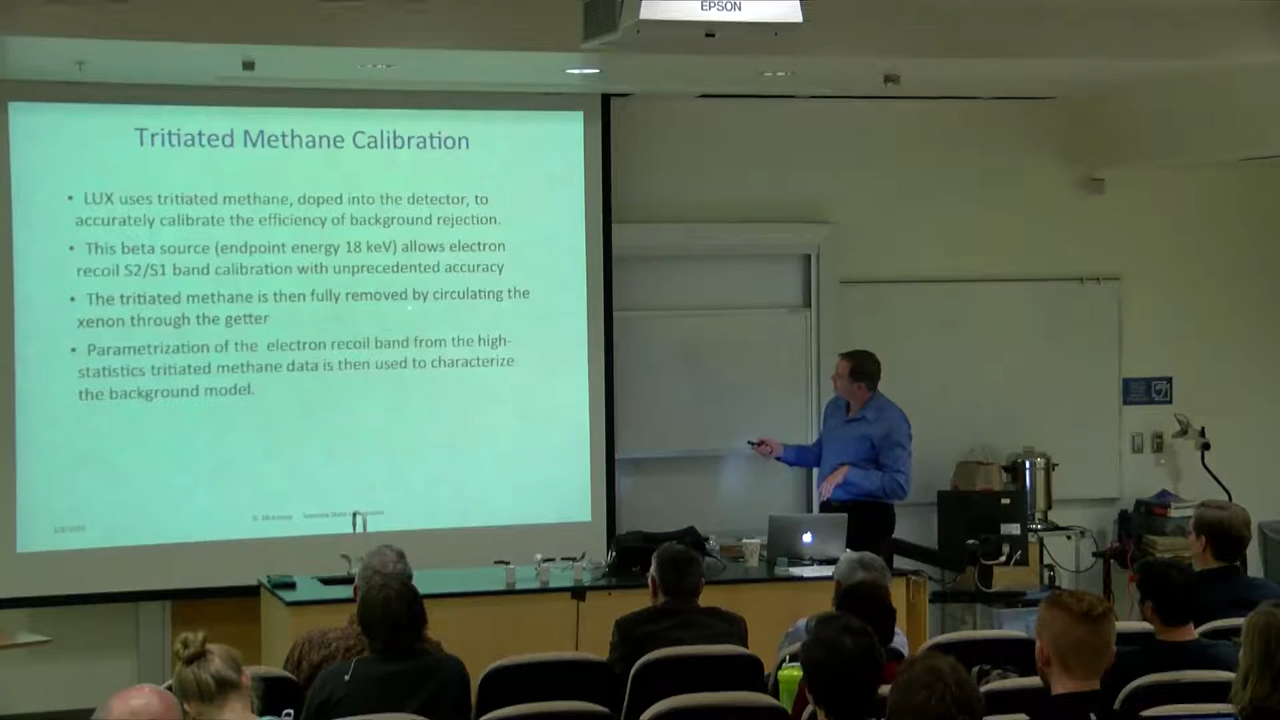 EPSON
Tritiated Methane Calibration
• LUX uses tritiated methane, doped into the detector, to
accurately calibrate the efficiency of background rejection.
• This beta source (endpoint energy 18 keV) allows electron
recoil S2/S1 band calibration with unprecedented accuracy
• The tritiated methane is then fully removed by circulating the
xenon through the getter
• Parametrization of the electron recoil band from the high-
statistics tritiated methane data is then used to characterize
the background model.